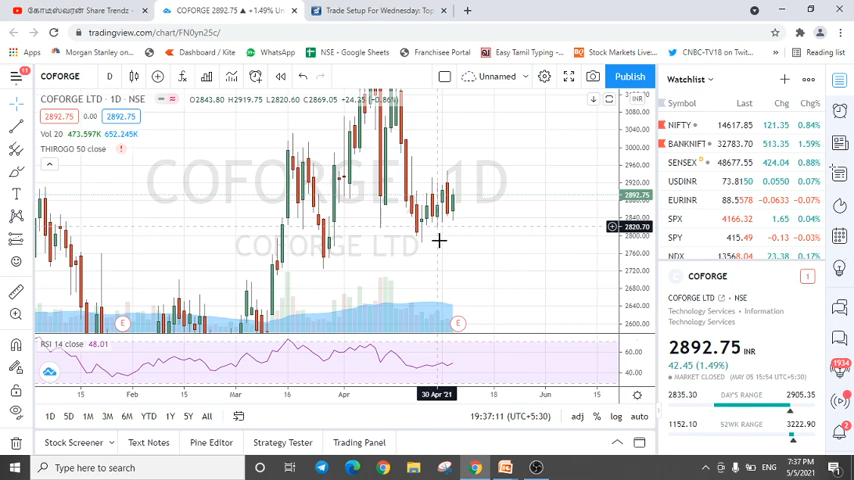 கோடீஸ்வரன் Share Trendz -
COFORGE 2892.75 ▲ +1.49% Un
Trade Setup For Wednesday: Top
tradingview.com/chart/FN0yn25c/
Apps
Morgan Stanley on...
Dashboard / Kite
WhatsApp
NSE - Google Sheets
Franchisee Portal
Easy Tamil Typing -...
Stock Markets Live...
CNBC-TV18 on "Twit...
Reading list
11
COFORGE
D
Unnamed
Publish
COFORGE LTD · 1D · NSE
O2843.80 H2919.75 L2820.60 C2869.05 −24.35 (−0.86%)
2892.75 0.00 2892.75
Vol 20 473.597K 652.245K
THIROGO 50 close
COFORGE, 1D
COFORGE LTD
INR
3080.00
3040.00
3000.00
2960.00
2920.00
2892.75
2840.00
2820.70
2800.00
2760.00
2720.00
2680.00
2640.00
2600.00
E
E
RSI 14 close 48.01
60.00
40.00
15
Feb
15
Mar
16
Apr
30 Apr '21
18
Jun
15
1D 5D 1M 3M 6M YTD 1Y 5Y All
19:37:11 (UTC+5:30)
adj % log auto
Stock Screener
Text Notes
Pine Editor
Strategy Tester
Trading Panel
Watchlist
Symbol Last Chg Chg%
NIFTY 14617.85 121.35 0.84%
BANKNIFT 32783.70 513.35 1.59%
SENSEX 48677.55 424.04 0.88%
USDINR 73.8150 0.0550 0.07%
EURINR 88.5578 -0.0633 -0.07%
SPX 4166.32 1.65 0.04%
SPY 415.49 -0.13 -0.03%
NDX 13568.04 23.38 0.17%
COFORGE
1
COFORGE LTD · NSE
Technology Services · Information
Technology Services
2892.75 INR
42.45 (1.49%)
MARKET CLOSED (MAY 05 15:54 UTC+5:30)
2835.30 DAY'S RANGE 2905.35
1152.10 52WK RANGE 3222.90
1934
Type here to search
ENG
7:37 PM
5/5/2021